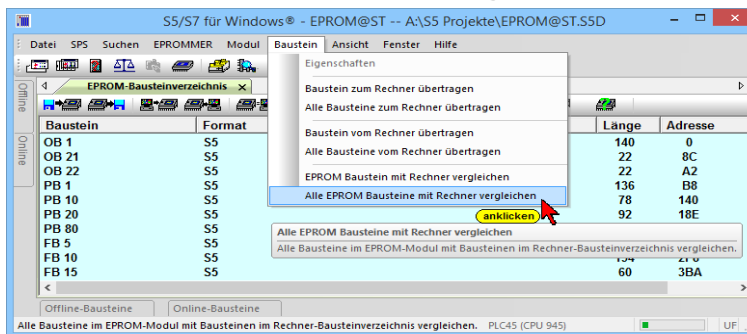 S5/S7 für Windows® - EPROM@ST -- A:\S5 Projekte\EPROM@ST.S5D
Datei SPS Suchen EPROMMER Modul Baustein Ansicht Fenster Hilfe
Eigenschaften
Baustein zum Rechner übertragen
Alle Bausteine zum Rechner übertragen
Baustein vom Rechner übertragen
Alle Bausteine vom Rechner übertragen
EPROM Baustein mit Rechner vergleichen
Alle EPROM Bausteine mit Rechner vergleichen
anklicken
Alle EPROM Bausteine mit Rechner vergleichen
Alle Bausteine im EPROM-Modul mit Bausteinen im Rechner-Bausteinverzeichnis vergleichen.
Offline
Online
EPROM-Bausteinverzeichnis
Baustein Format Länge Adresse
OB 1 S5 140 0
OB 21 S5 22 8C
OB 22 S5 22 A2
PB 1 S5 136 B8
PB 10 S5 78 140
PB 20 S5 92 18E
PB 80 S5
FB 5 S5
FB 10 S5
FB 15 S5 60 3BA
Offline-Bausteine Online-Bausteine
Alle Bausteine im EPROM-Modul mit Bausteinen im Rechner-Bausteinverzeichnis vergleichen. PLC45 (CPU 945) UF